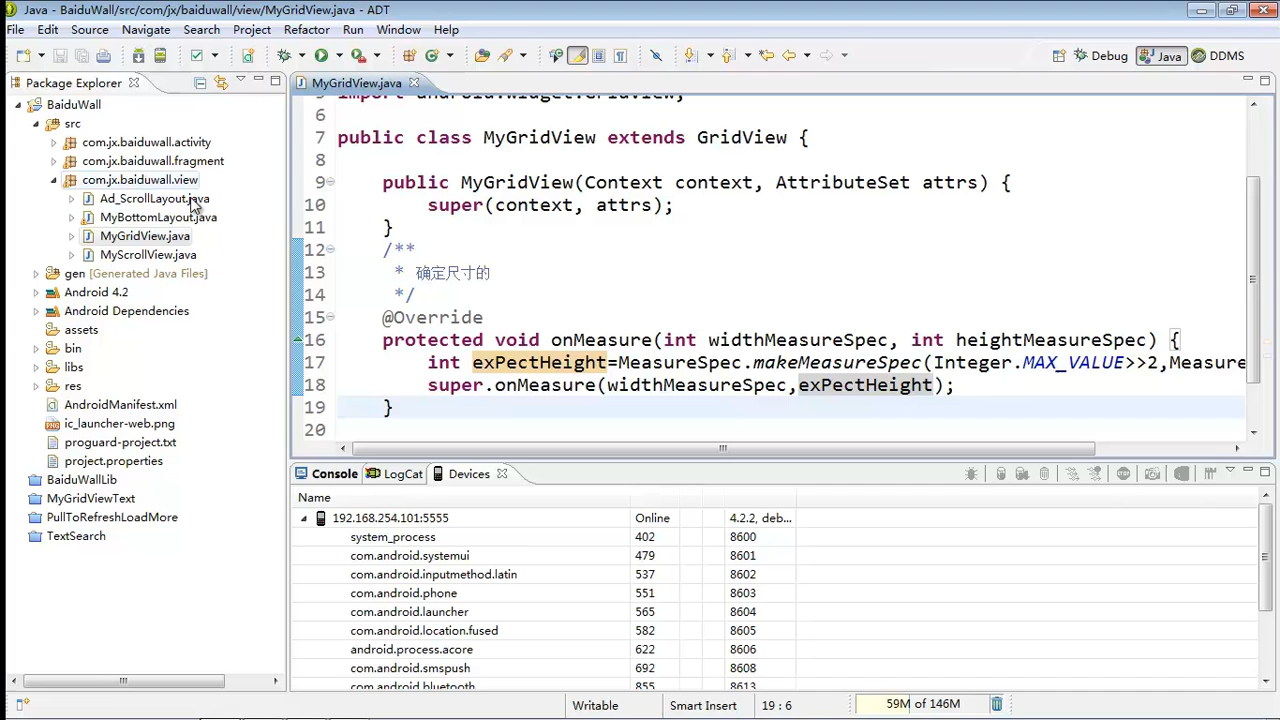 Java - BaiduWall/src/com/jx/baiduwall/view/MyGridView.java - ADT
File Edit Source Navigate Search Project Refactor Run Window Help
Debug Java DDMS
Package Explorer
BaiduWall
src
com.jx.baiduwall.activity
com.jx.baiduwall.fragment
com.jx.baiduwall.view
Ad_ScrollLayout.java
MyBottomLayout.java
MyGridView.java
MyScrollView.java
gen [Generated Java Files]
Android 4.2
Android Dependencies
assets
bin
libs
res
AndroidManifest.xml
ic_launcher-web.png
proguard-project.txt
project.properties
BaiduWallLib
MyGridViewText
PullToRefreshLoadMore
TextSearch
MyGridView.java
5 import android.widget.GridView;
6
7 public class MyGridView extends GridView {
8
9 public MyGridView(Context context, AttributeSet attrs) {
10 super(context, attrs);
11 }
12 /**
13 * 确定尺寸的
14 */
15 @Override
16 protected void onMeasure(int widthMeasureSpec, int heightMeasureSpec) {
17 int exPectHeight=MeasureSpec.makeMeasureSpec(Integer.MAX_VALUE>>2,Measure
18 super.onMeasure(widthMeasureSpec,exPectHeight);
19 }
20
Console LogCat Devices
Name
192.168.254.101:5555 Online 4.2.2, deb...
system_process 402 8600
com.android.systemui 479 8601
com.android.inputmethod.latin 537 8602
com.android.phone 551 8603
com.android.launcher 565 8604
com.android.location.fused 582 8605
android.process.acore 622 8606
com.android.smspush 692 8608
com.android.bluetooth 855 8613
Writable Smart Insert 19 : 6 59M of 146M